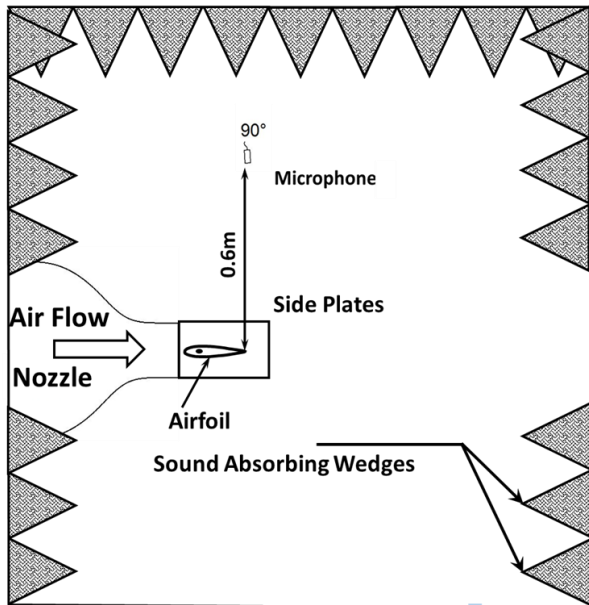 90°
Microphone
0.6m
Side Plates
Air Flow
Nozzle
Airfoil
Sound Absorbing Wedges